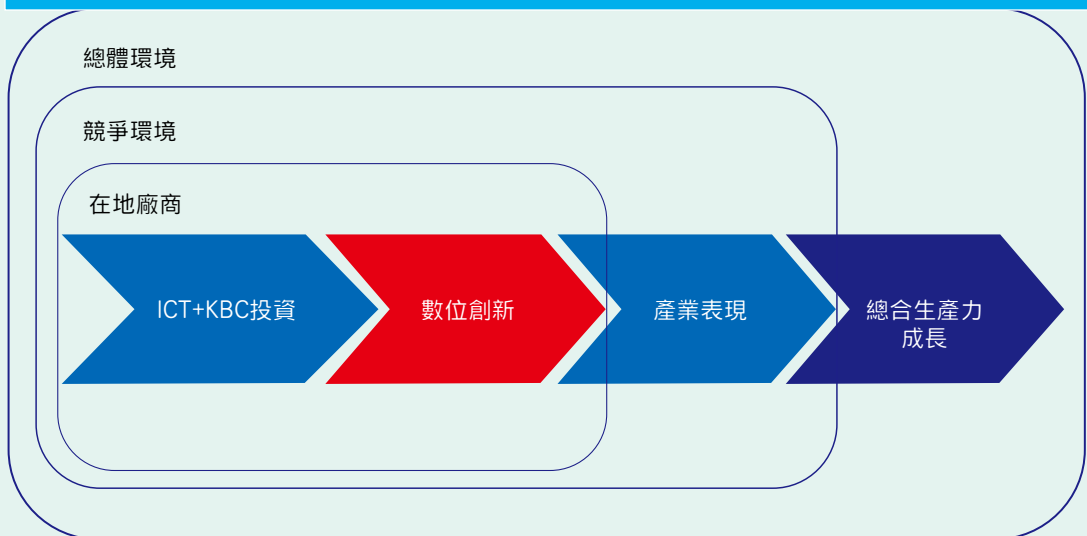 總體環境
競爭環境
在地廠商
ICT+KBC投資
數位創新
產業表現
總合生產力
成長